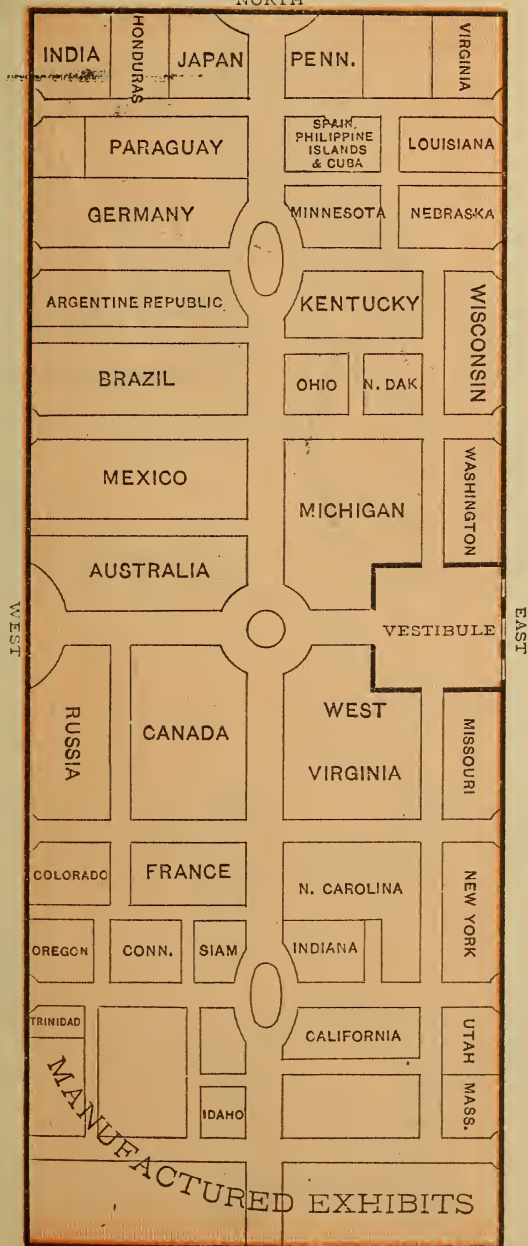 NORTH
INDIA
HONDURAS
JAPAN
PENN.
VIRGINIA
PARAGUAY
SPAIN,
PHILIPPINE
ISLANDS
& CUBA
LOUISIANA
GERMANY
MINNESOTA
NEBRASKA
ARGENTINE REPUBLIC
KENTUCKY
WISCONSIN
BRAZIL
OHIO
N. DAK
MEXICO
MICHIGAN
WASHINGTON
AUSTRALIA
WEST
VESTIBULE
EAST
RUSSIA
CANADA
WEST
VIRGINIA
MISSOURI
COLORADO
FRANCE
N. CAROLINA
NEW YORK
OREGON
CONN.
SIAM
INDIANA
TRINIDAD
CALIFORNIA
UTAH
IDAHO
MASS.
MANUFACTURED EXHIBITS